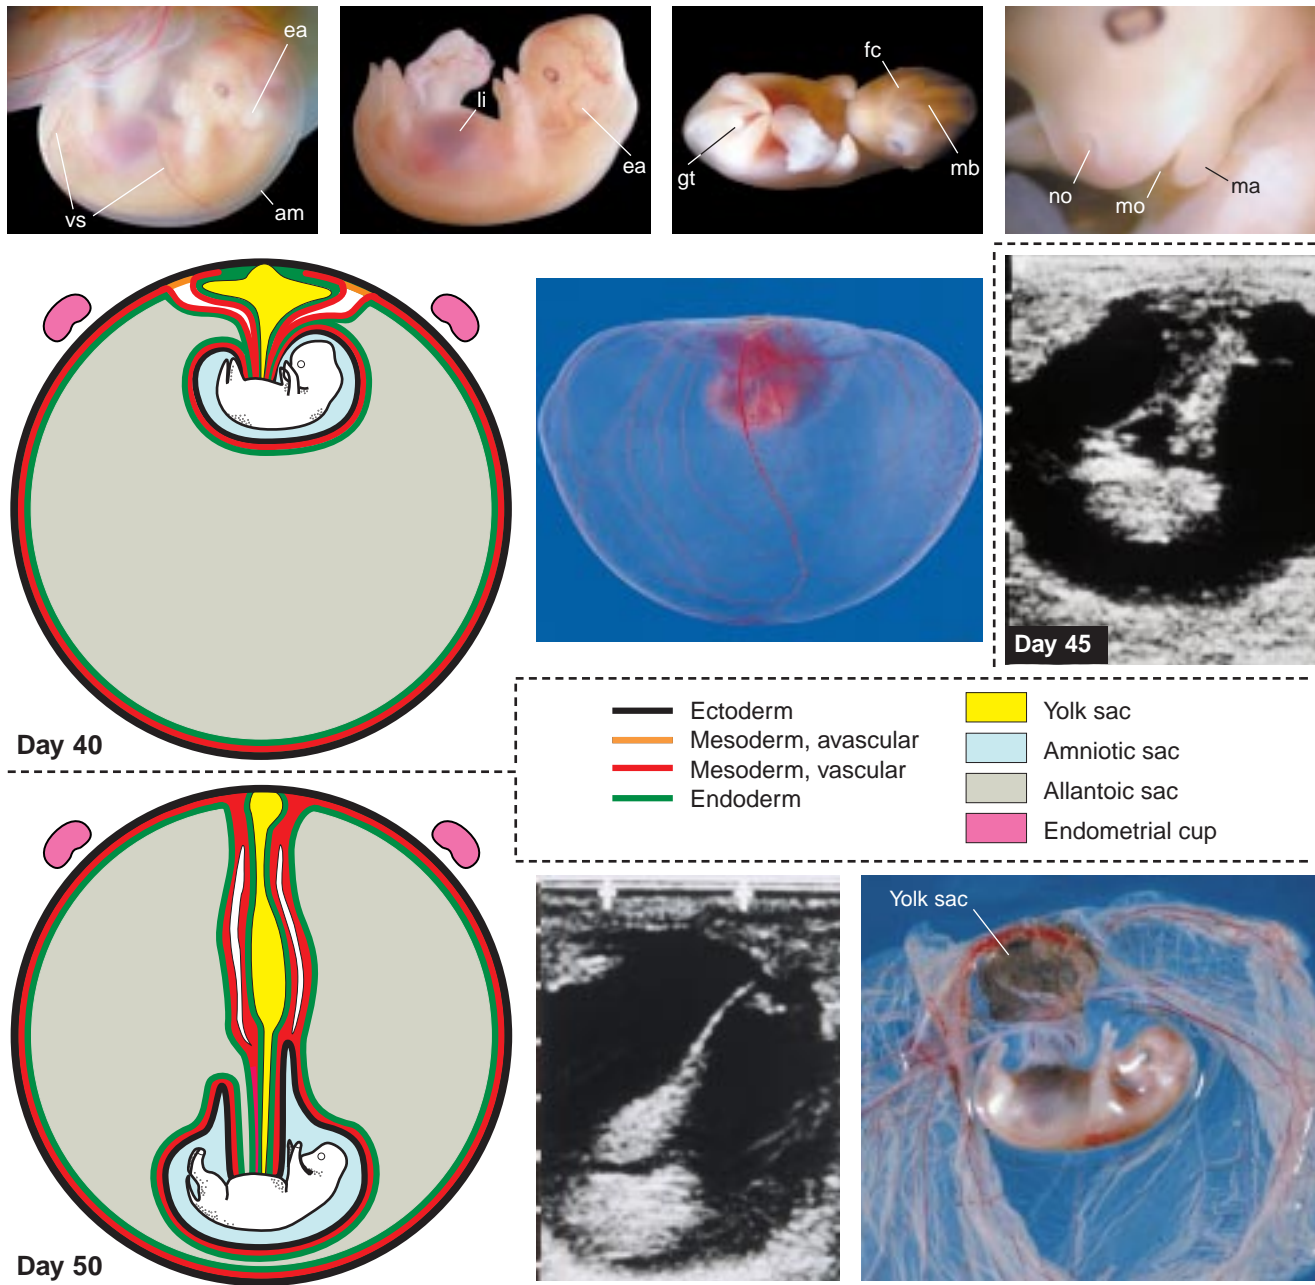 ea
vs
am
li
ea
fc
gt
mb
no
mo
ma
Day 40
Day 45
Ectoderm
Mesoderm, avascular
Mesoderm, vascular
Endoderm
Yolk sac
Amniotic sac
Allantoic sac
Endometrial cup
Yolk sac
Day 50